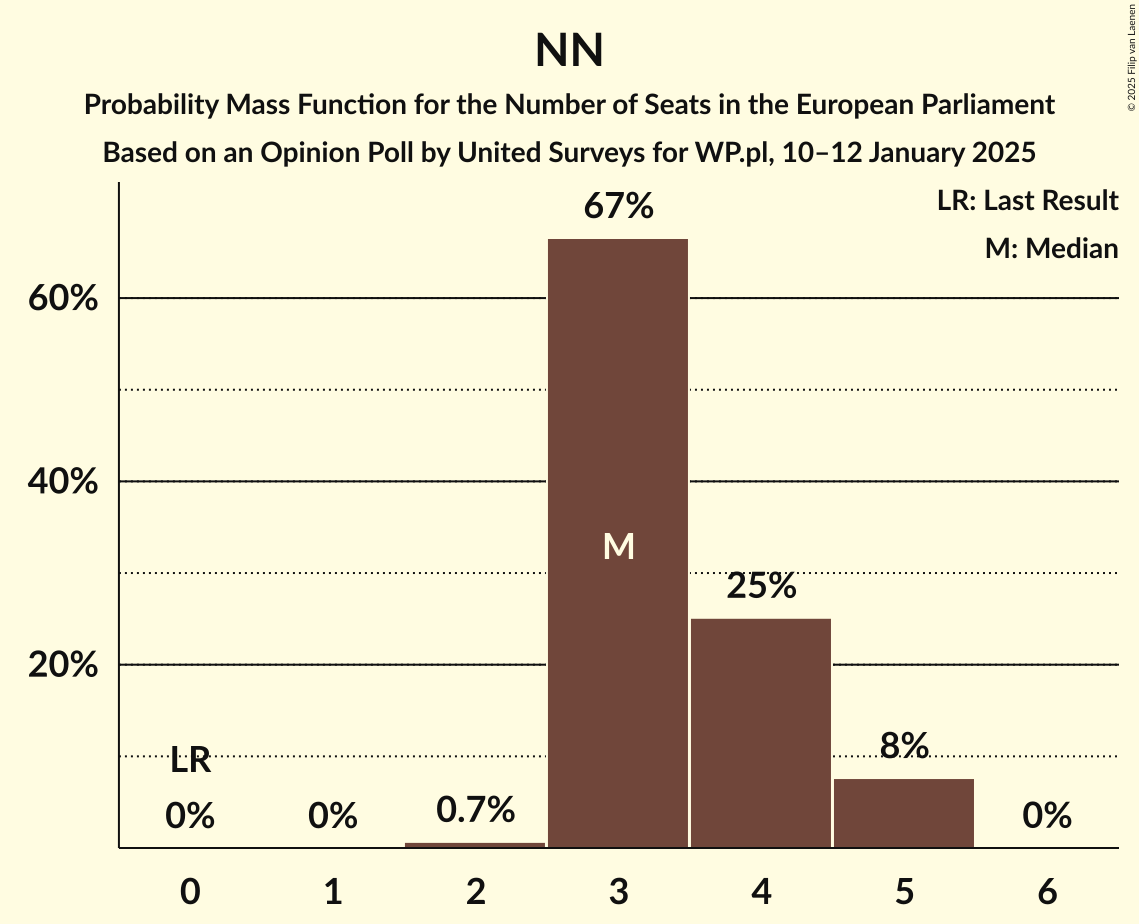 NN
Probability Mass Function for the Number of Seats in the European Parliament
Based on an Opinion Poll by United Surveys for WP.pl, 10–12 January 2025
© 2025 Filip van Laenen
LR: Last Result
M: Median
67%
60%
40%
M
25%
20%
8%
LR
0%
0%
0.7%
0%
0
1
2
3
4
5
6